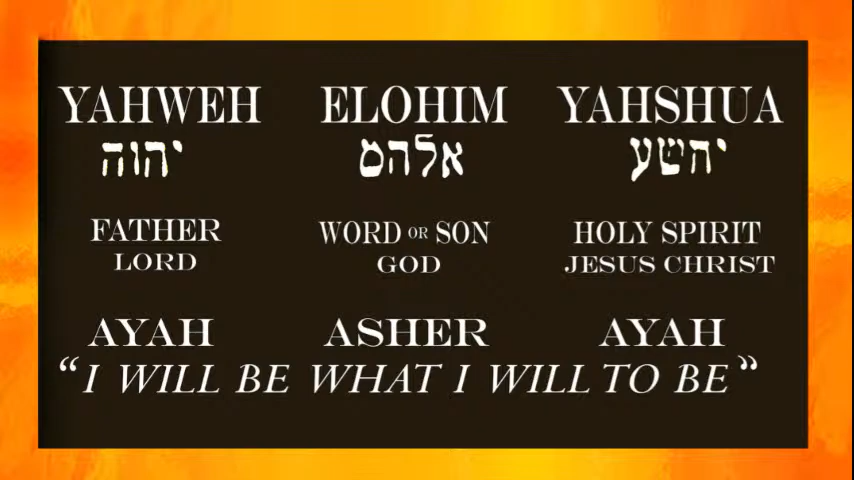 YAHWEH ELOHIM YAHSHUA
יהוה אלהם יהשע
FATHER WORD OR SON HOLY SPIRIT
LORD GOD JESUS CHRIST
AYAH ASHER AYAH
“I WILL BE WHAT I WILL TO BE”